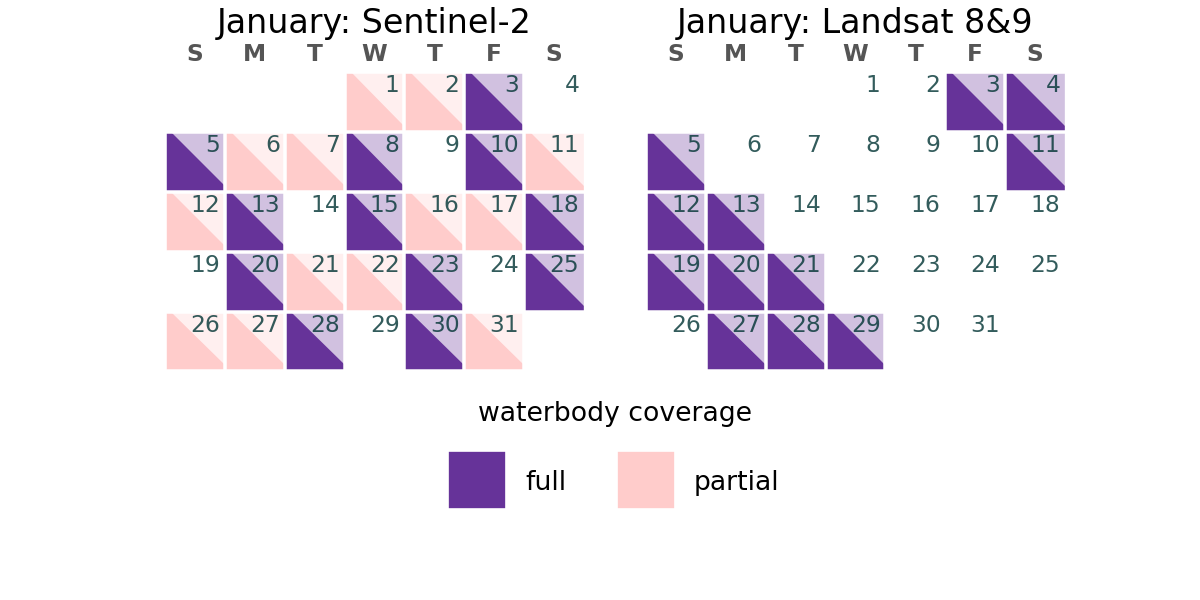 January: Sentinel-2
S M T W T F S
1 2 3 4
5 6 7 8 9 10 11
12 13 14 15 16 17 18
19 20 21 22 23 24 25
26 27 28 29 30 31
January: Landsat 8&9
S M T W T F S
1 2 3 4
5 6 7 8 9 10 11
12 13 14 15 16 17 18
19 20 21 22 23 24 25
26 27 28 29 30 31
waterbody coverage
full partial